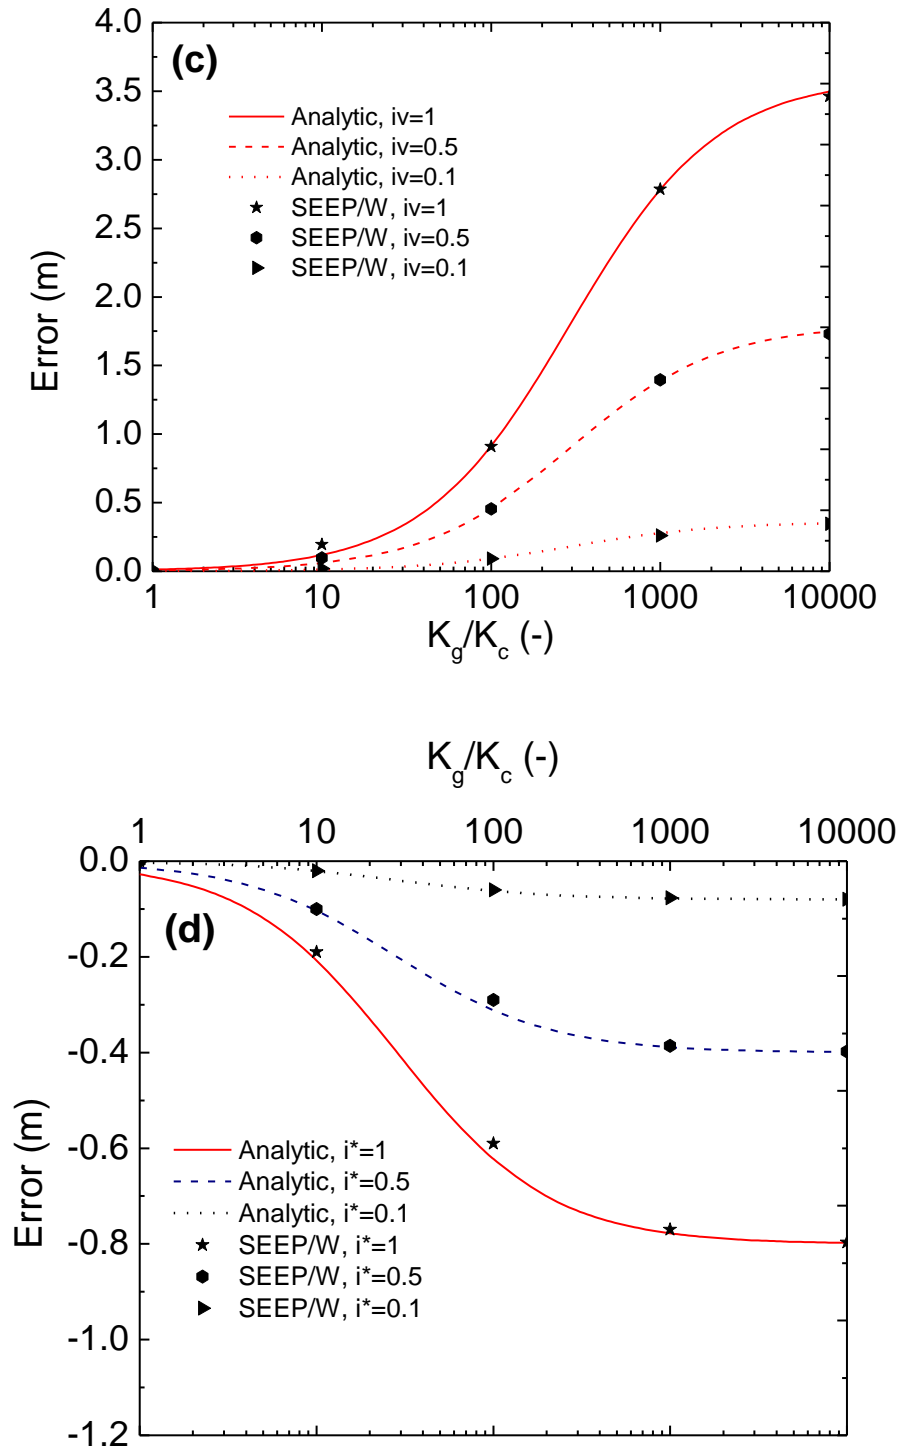 4.0
(c)
3.5
Analytic, iv=1
3.0
Analytic, iv=0.5
Analytic, iv=0.1
2.5
SEEP/W, iv=1
SEEP/W, iv=0.5
2.0
SEEP/W, iv=0.1
Error (m)
1.5
1.0
0.5
0.0
1 10 100 1000 10000
K_g/K_c (-)
K_g/K_c (-)
1 10 100 1000 10000
0.0
(d)
-0.2
-0.4
-0.6
Error (m)
Analytic, i*=1
Analytic, i*=0.5
Analytic, i*=0.1
-0.8
SEEP/W, i*=1
SEEP/W, i*=0.5
SEEP/W, i*=0.1
-1.0
-1.2